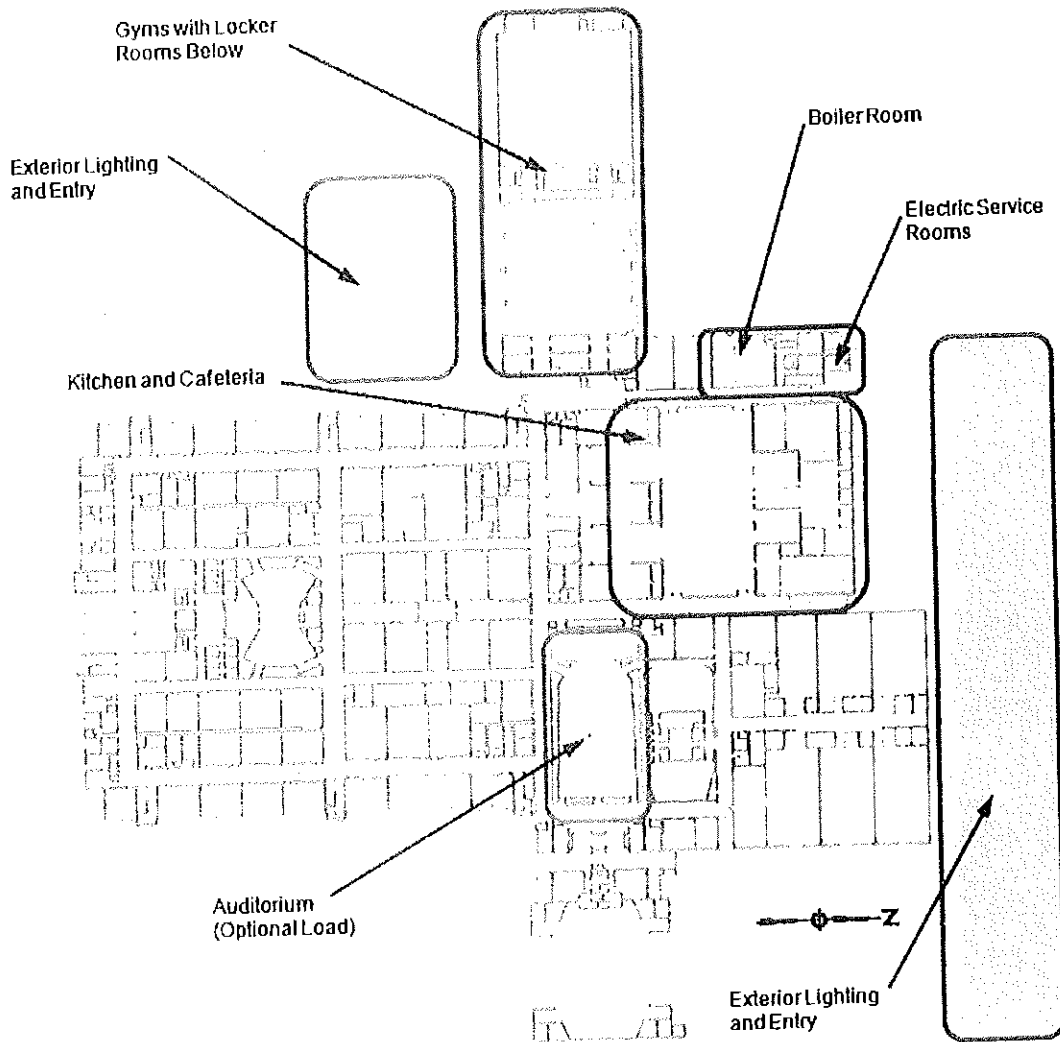 Gyms with Locker
Rooms Below
Boiler Room
Exterior Lighting
and Entry
Electric Service
Rooms
Kitchen and Cafeteria
Auditorium
(Optional Load)
Z
Exterior Lighting
and Entry